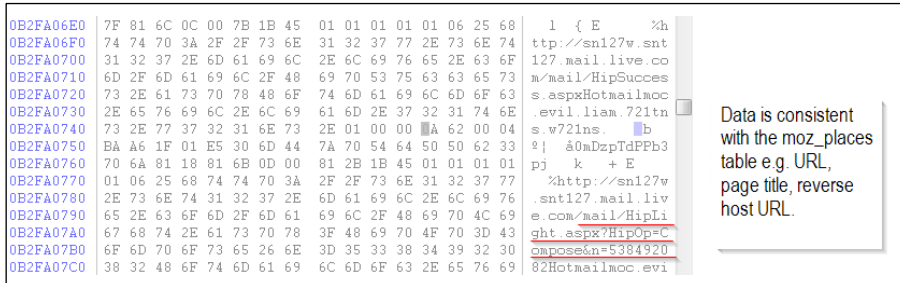 0B2FA06E0 7F 81 6C 0C 00 7B 1B 45 01 01 01 01 01 06 25 68 l { E %h
0B2FA06F0 74 74 70 3A 2F 2F 73 6E 31 32 37 77 2E 73 6E 74 ttp://sn127w.snt
0B2FA0700 31 32 37 2E 6D 61 69 6C 2E 6C 69 76 65 2E 63 6F 127.mail.live.co
0B2FA0710 6D 2F 6D 61 69 6C 2F 48 69 70 53 75 63 63 65 73 m/mail/HipSucces
0B2FA0720 73 2E 61 73 70 78 48 6F 74 6D 61 69 6C 6D 6F 63 s.aspxHotmailmoc
0B2FA0730 2E 65 76 69 6C 2E 6C 69 61 6D 2E 37 32 31 74 6E .evil.liam.721tn
0B2FA0740 73 2E 77 37 32 31 6E 73 2E 01 00 00 0A 62 00 04 s.w721ns. b
0B2FA0750 BA A6 1F 01 E5 30 6D 44 7A 70 54 64 50 50 62 33 º¦ å0mDzpTdPPb3
0B2FA0760 70 6A 81 18 81 6B 0D 00 81 2B 1B 45 01 01 01 01 pj k + E
0B2FA0770 01 06 25 68 74 74 70 3A 2F 2F 73 6E 31 32 37 77 %http://sn127w
0B2FA0780 2E 73 6E 74 31 32 37 2E 6D 61 69 6C 2E 6C 69 76 .snt127.mail.liv
0B2FA0790 65 2E 63 6F 6D 2F 6D 61 69 6C 2F 48 69 70 4C 69 e.com/mail/HipLi
0B2FA07A0 67 68 74 2E 61 73 70 78 3F 48 69 70 4F 70 3D 43 ght.aspx?HipOp=C
0B2FA07B0 6F 6D 70 6F 73 65 26 6E 3D 35 33 38 34 39 32 30 ompose&n=5384920
0B2FA07C0 38 32 48 6F 74 6D 61 69 6C 6D 6F 63 2E 65 76 69 82Hotmailmoc.evi
Data is consistent
with the moz_places
table e.g. URL,
page title, reverse
host URL.